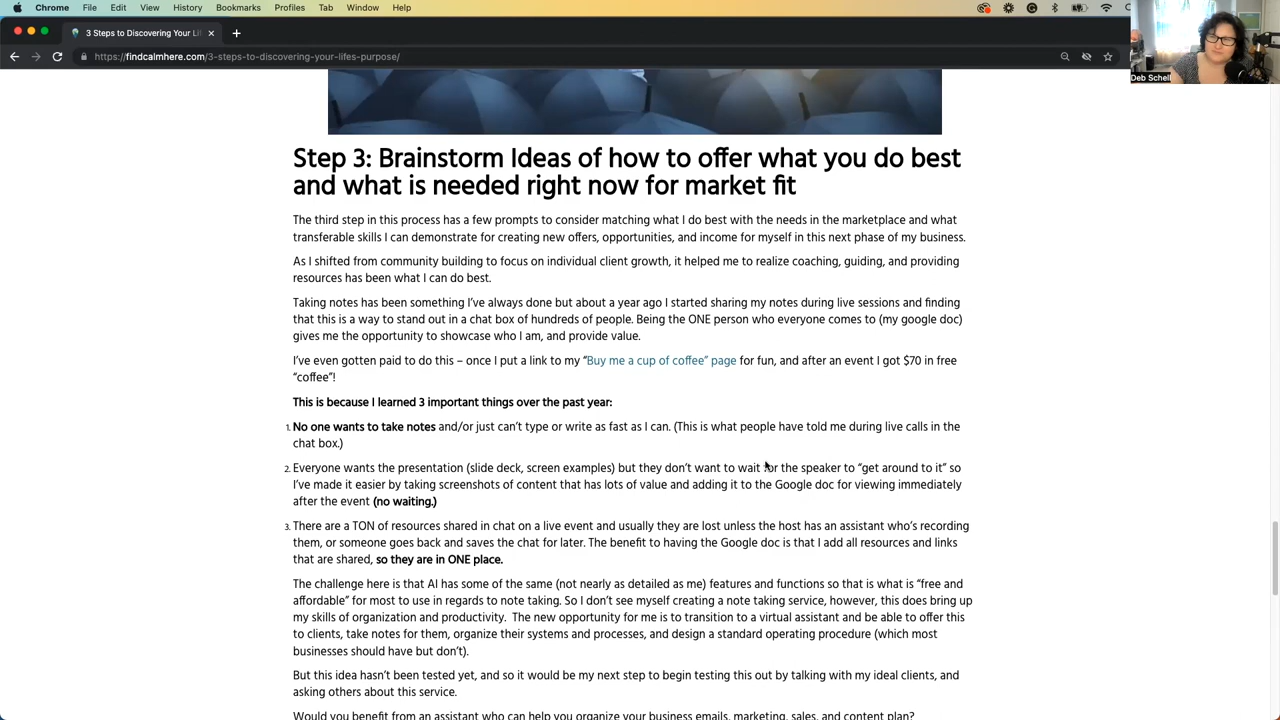 Chrome File Edit View History Bookmarks Profiles Tab Window Help
3 Steps to Discovering Your Li
https://findcalmhere.com/3-steps-to-discovering-your-lifes-purpose/
Deb Schell
Step 3: Brainstorm Ideas of how to offer what you do best
and what is needed right now for market fit
The third step in this process has a few prompts to consider matching what I do best with the needs in the marketplace and what
transferable skills I can demonstrate for creating new offers, opportunities, and income for myself in this next phase of my business.
As I shifted from community building to focus on individual client growth, it helped me to realize coaching, guiding, and providing
resources has been what I can do best.
Taking notes has been something I've always done but about a year ago I started sharing my notes during live sessions and finding
that this is a way to stand out in a chat box of hundreds of people. Being the ONE person who everyone comes to (my google doc)
gives me the opportunity to showcase who I am, and provide value.
I've even gotten paid to do this – once I put a link to my "Buy me a cup of coffee" page for fun, and after an event I got $70 in free
"coffee"!
This is because I learned 3 important things over the past year:
1. No one wants to take notes and/or just can't type or write as fast as I can. (This is what people have told me during live calls in the
chat box.)
2. Everyone wants the presentation (slide deck, screen examples) but they don't want to wait for the speaker to "get around to it" so
I've made it easier by taking screenshots of content that has lots of value and adding it to the Google doc for viewing immediately
after the event (no waiting.)
3. There are a TON of resources shared in chat on a live event and usually they are lost unless the host has an assistant who's recording
them, or someone goes back and saves the chat for later. The benefit to having the Google doc is that I add all resources and links
that are shared, so they are in ONE place.
The challenge here is that AI has some of the same (not nearly as detailed as me) features and functions so that is what is "free and
affordable" for most to use in regards to note taking. So I don't see myself creating a note taking service, however, this does bring up
my skills of organization and productivity. The new opportunity for me is to transition to a virtual assistant and be able to offer this
to clients, take notes for them, organize their systems and processes, and design a standard operating procedure (which most
businesses should have but don't).
But this idea hasn't been tested yet, and so it would be my next step to begin testing this out by talking with my ideal clients, and
asking others about this service.
Would you benefit from an assistant who can help you organize your business emails, marketing, sales, and content plan?